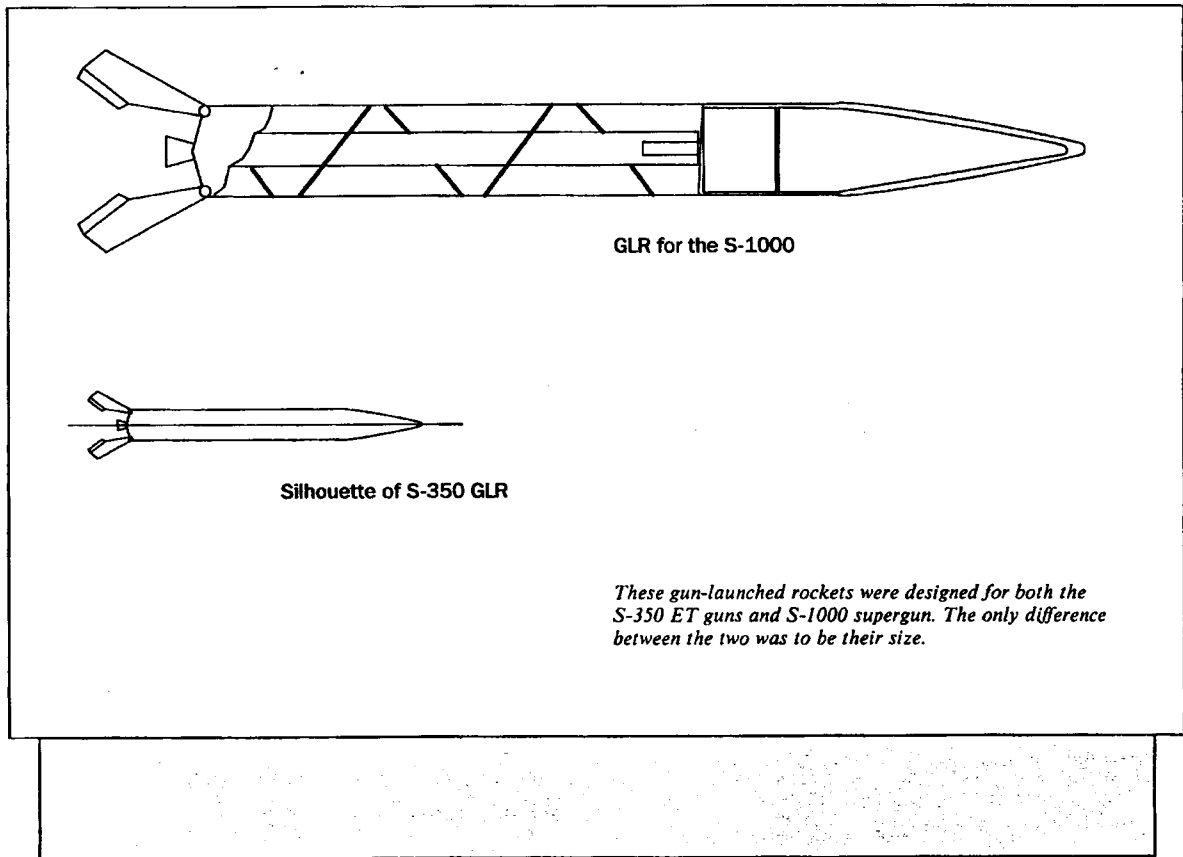 GLR for the S-1000
Silhouette of S-350 GLR
These gun-launched rockets were designed for both the
S-350 ET guns and S-1000 supergun. The only difference
between the two was to be their size.